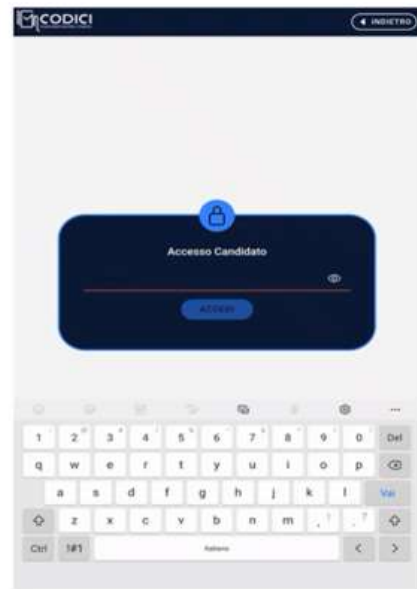 CODICI
INDIETRO
Accesso Candidato
ACCEDI
1 2 3 4 5 6 7 8 9 0 Del
q w e r t y u i o p
a s d f g h j k l Vai
z x c v b n m , ! . ?
Ctrl !#1 Italiano < >